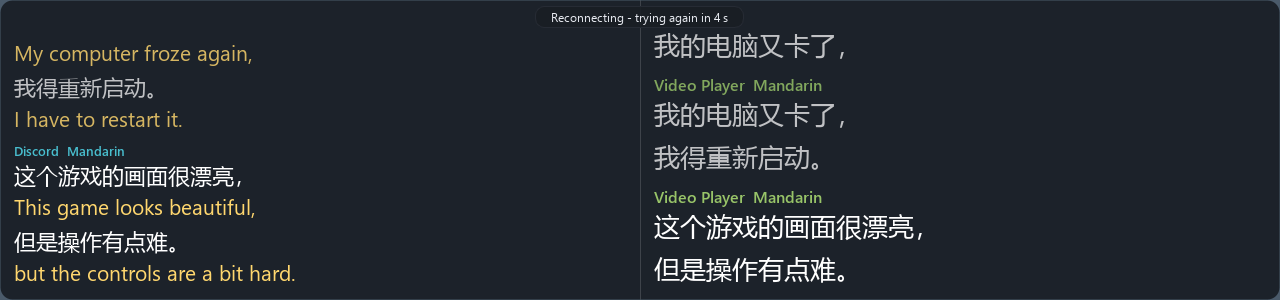 Reconnecting - trying again in 4 s
My computer froze again,
我得重新启动。
I have to restart it.
Discord Mandarin
这个游戏的画面很漂亮，
This game looks beautiful,
但是操作有点难。
but the controls are a bit hard.
我的电脑又卡了，
Video Player Mandarin
我的电脑又卡了，
我得重新启动。
Video Player Mandarin
这个游戏的画面很漂亮，
但是操作有点难。